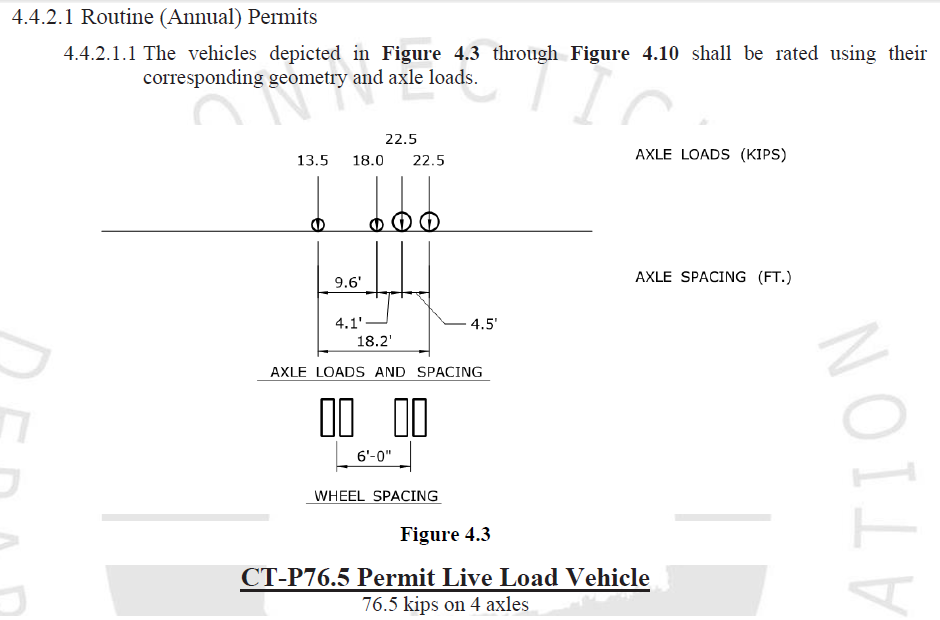 4.4.2.1 Routine (Annual) Permits
4.4.2.1.1 The vehicles depicted in Figure 4.3 through Figure 4.10 shall be rated using their
corresponding geometry and axle loads.
ONNECTIC
22.5
13.5 18.0 22.5
AXLE LOADS (KIPS)
9.6'
AXLE SPACING (FT.)
4.1'
4.5'
18.2'
AXLE LOADS AND SPACING
6'-0"
WHEEL SPACING
Figure 4.3
CT-P76.5 Permit Live Load Vehicle
76.5 kips on 4 axles
DEPAR
ATION